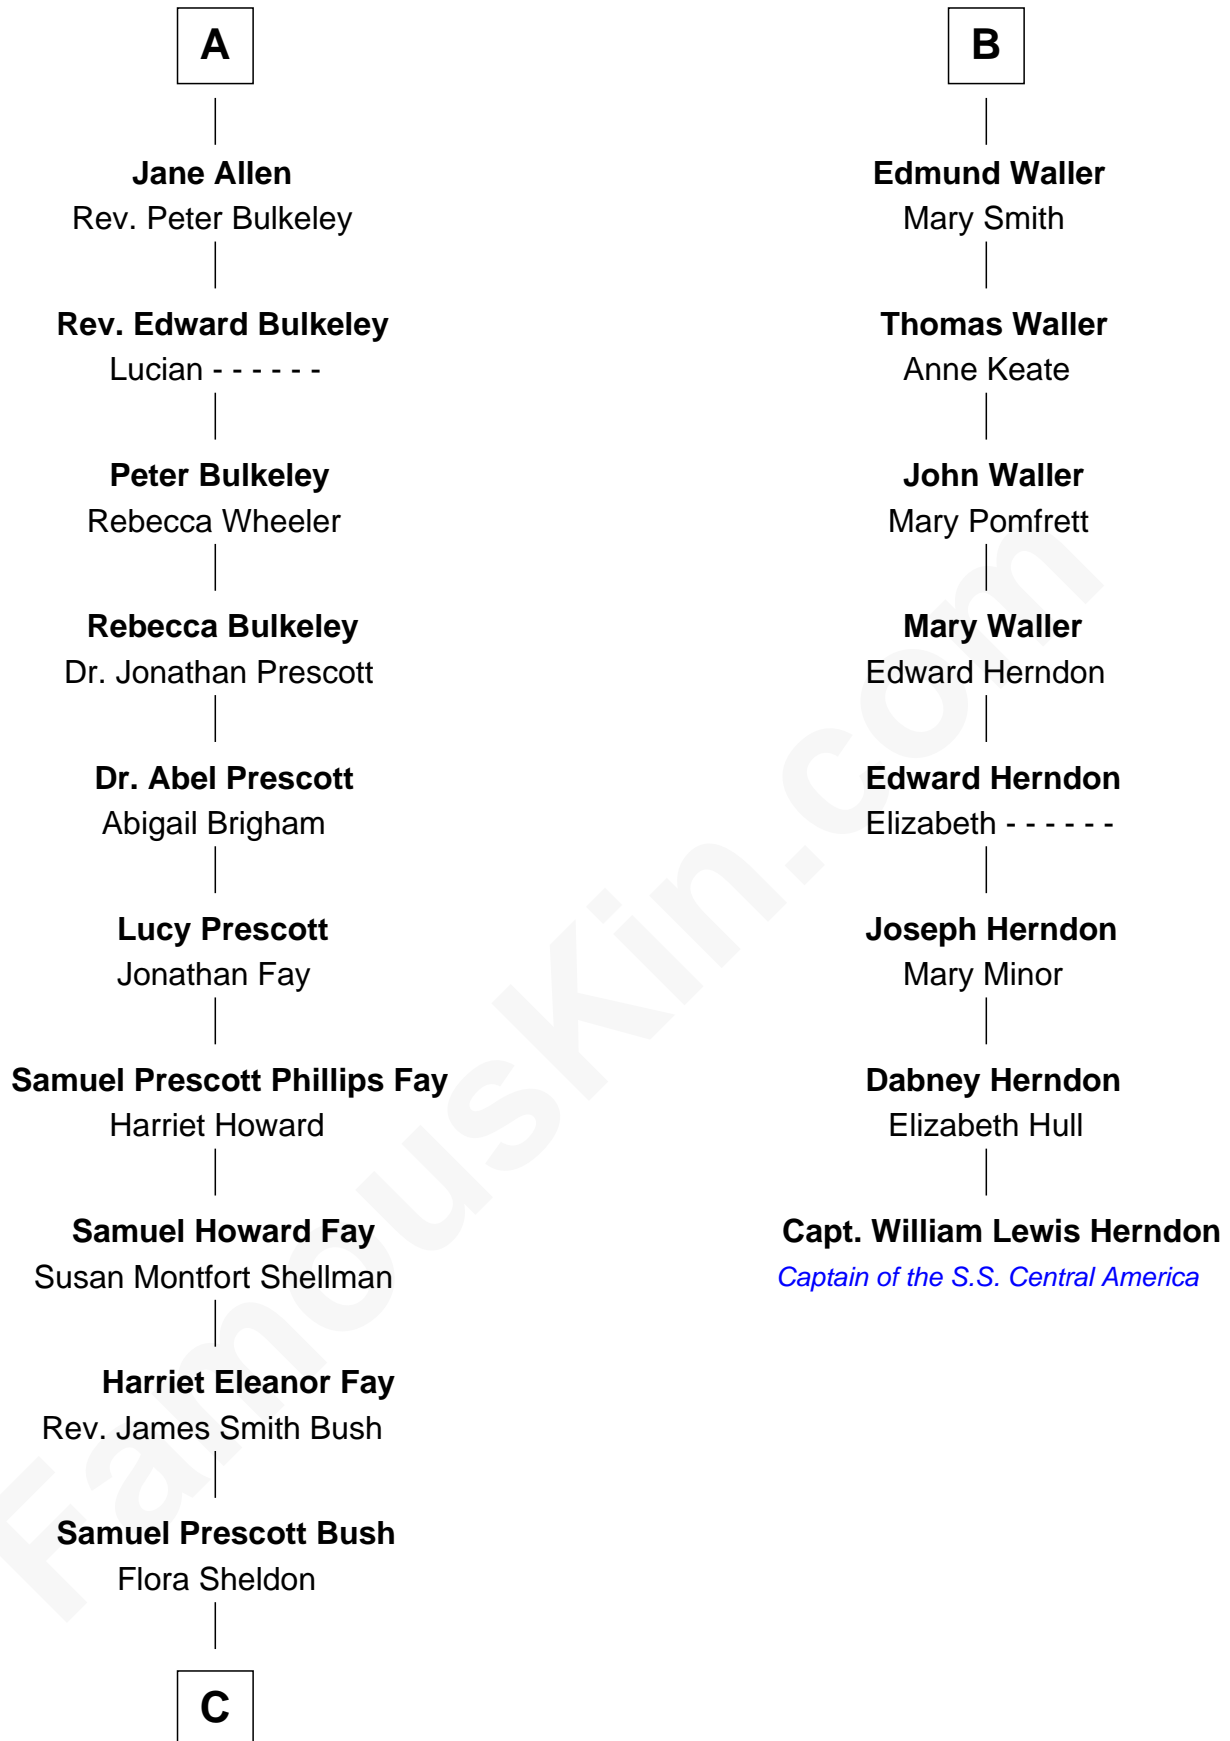 A
Jane Allen
Rev. Peter Bulkeley
Rev. Edward Bulkeley
Lucian - - - - - -
Peter Bulkeley
Rebecca Wheeler
Rebecca Bulkeley
Dr. Jonathan Prescott
Dr. Abel Prescott
Abigail Brigham
Lucy Prescott
Jonathan Fay
Samuel Prescott Phillips Fay
Harriet Howard
Samuel Howard Fay
Susan Montfort Shellman
Harriet Eleanor Fay
Rev. James Smith Bush
Samuel Prescott Bush
Flora Sheldon
C
B
Edmund Waller
Mary Smith
Thomas Waller
Anne Keate
John Waller
Mary Pomfrett
Mary Waller
Edward Herndon
Edward Herndon
Elizabeth - - - - - -
Joseph Herndon
Mary Minor
Dabney Herndon
Elizabeth Hull
Capt. William Lewis Herndon
Captain of the S.S. Central America
FamousKin.com